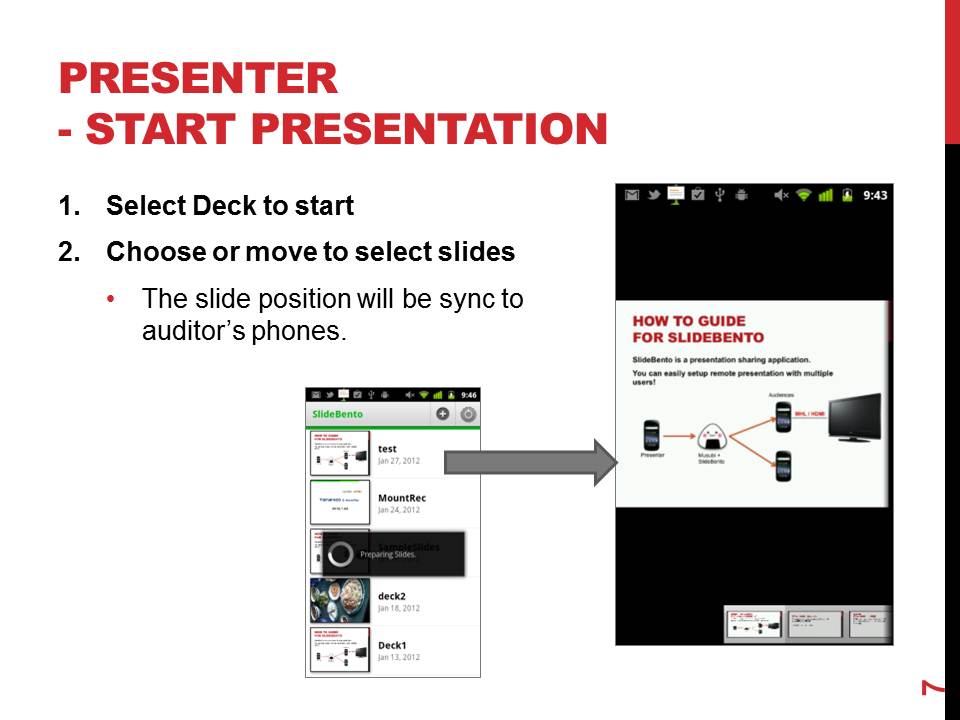 PRESENTER
- START PRESENTATION
1. Select Deck to start
2. Choose or move to select slides
• The slide position will be sync to
auditor's phones.
9:46
SlideBento
test
Jan 27, 2012
MountRec
Jan 24, 2012
SampleSlides
Preparing Slides.
deck2
Jan 18, 2012
Deck1
Jan 13, 2012
9:43
HOW TO GUIDE
FOR SLIDEBENTO
SlideBento is a presentation sharing application.
You can easily setup remote presentation with multiple
users!
Audiences
MHL / HDMI
Presenter
Musubi +
SlideBento
7